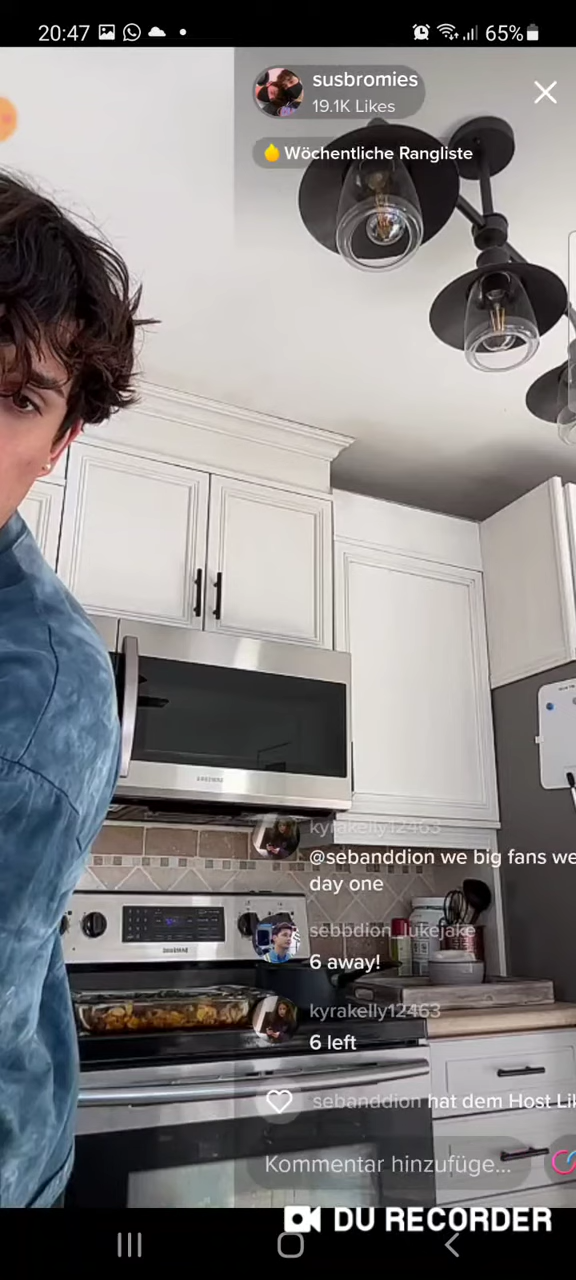 20:47
65%
susbromies
19.1K Likes
Wöchentliche Rangliste
SAMSUNG
kyrakelly12463
@sebanddion we big fans we
day one
sebbdion_lukejake
6 away!
kyrakelly12463
6 left
sebanddion hat dem Host Lik
Kommentar hinzufüge...
DU RECORDER